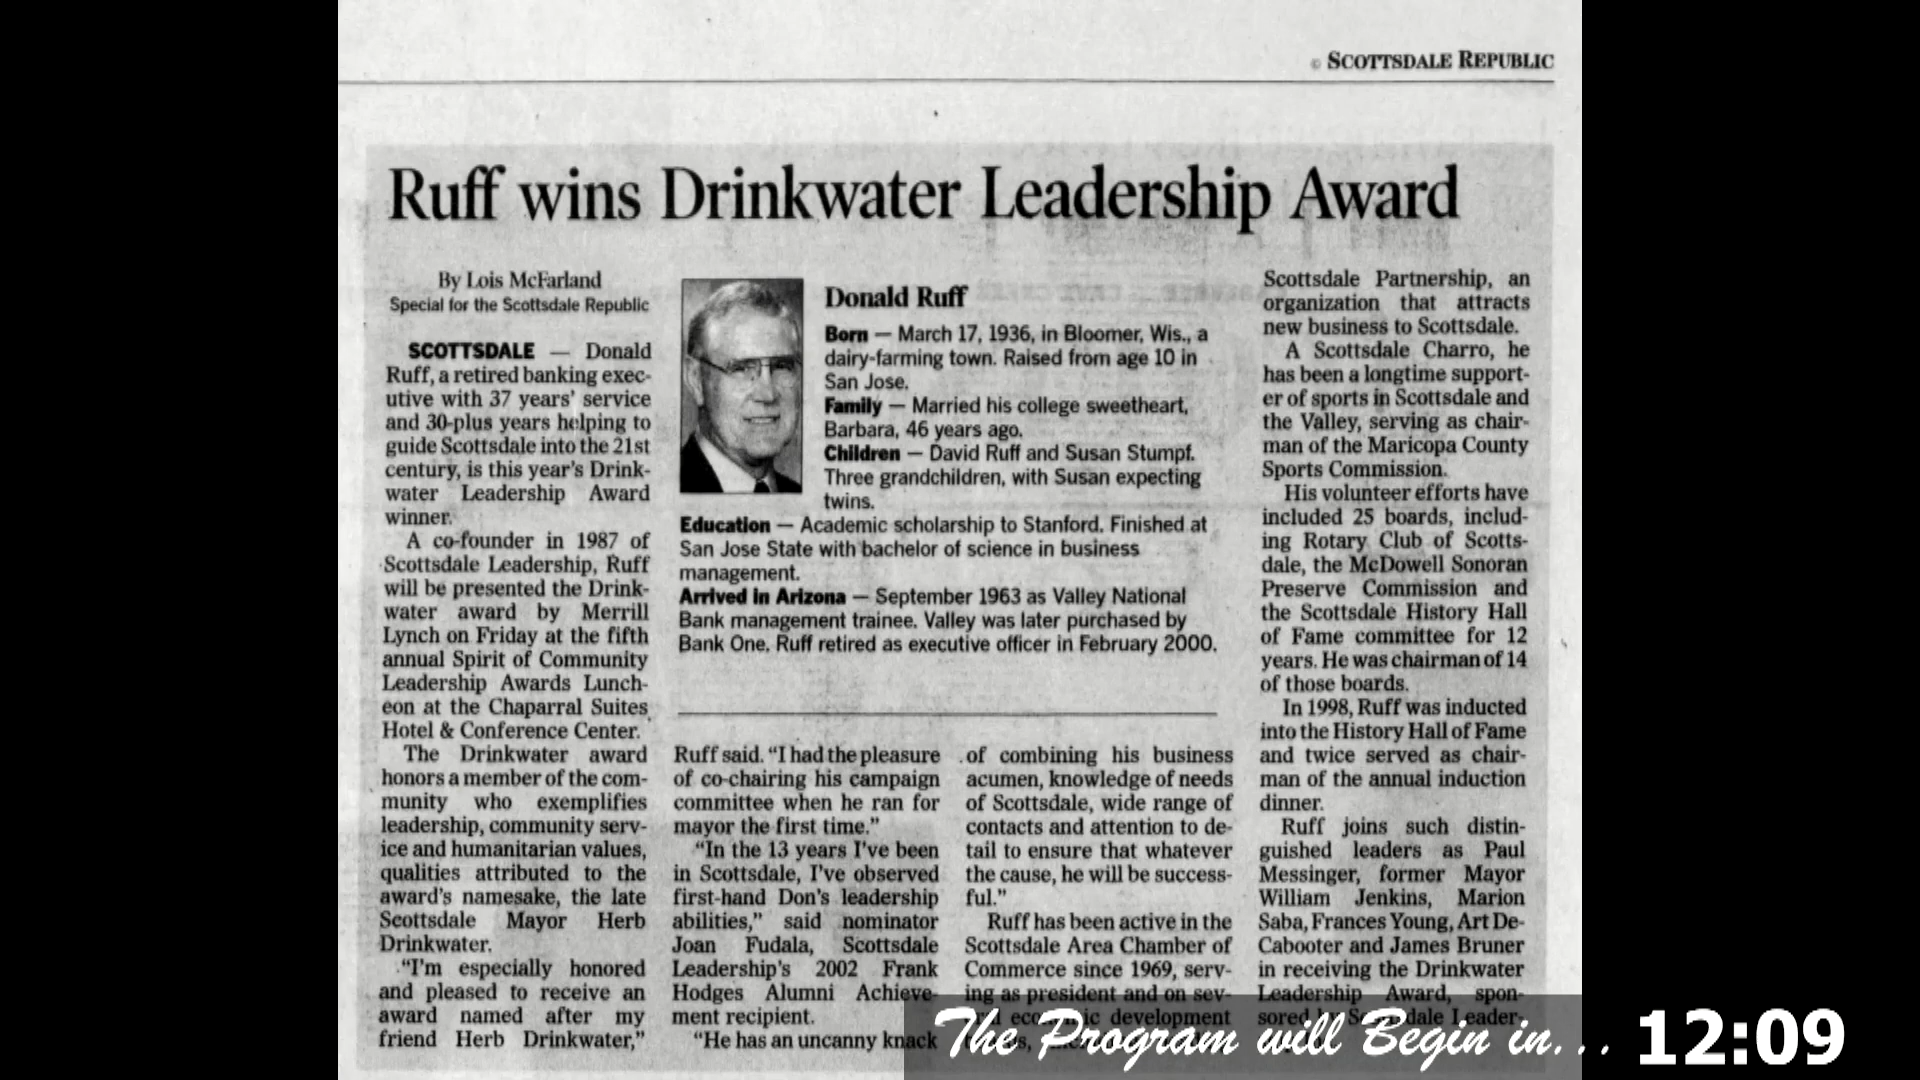 © SCOTTSDALE REPUBLIC
Ruff wins Drinkwater Leadership Award
By Lois McFarland
Special for the Scottsdale Republic
SCOTTSDALE — Donald
Ruff, a retired banking exec-
utive with 37 years’ service
and 30-plus years helping to
guide Scottsdale into the 21st
century, is this year’s Drink-
water Leadership Award
winner.
A co-founder in 1987 of
Scottsdale Leadership, Ruff
will be presented the Drink-
water award by Merrill
Lynch on Friday at the fifth
annual Spirit of Community
Leadership Awards Lunch-
eon at the Chaparral Suites
Hotel & Conference Center.
The Drinkwater award
honors a member of the com-
munity who exemplifies
leadership, community serv-
ice and humanitarian values,
qualities attributed to the
award’s namesake, the late
Scottsdale Mayor Herb
Drinkwater.
“I’m especially honored
and pleased to receive an
award named after my
friend Herb Drinkwater,”
Donald Ruff
Born — March 17, 1936, in Bloomer, Wis., a
dairy-farming town. Raised from age 10 in
San Jose.
Family — Married his college sweetheart,
Barbara, 46 years ago.
Children — David Ruff and Susan Stumpf.
Three grandchildren, with Susan expecting
twins.
Education — Academic scholarship to Stanford. Finished at
San Jose State with bachelor of science in business
management.
Arrived in Arizona — September 1963 as Valley National
Bank management trainee. Valley was later purchased by
Bank One. Ruff retired as executive officer in February 2000.
Ruff said. “I had the pleasure
of co-chairing his campaign
committee when he ran for
mayor the first time.”
“In the 13 years I’ve been
in Scottsdale, I’ve observed
first-hand Don’s leadership
abilities,” said nominator
Joan Fudala, Scottsdale
Leadership’s 2002 Frank
Hodges Alumni Achieve-
ment recipient.
“He has an uncanny knack
of combining his business
acumen, knowledge of needs
of Scottsdale, wide range of
contacts and attention to de-
tail to ensure that whatever
the cause, he will be success-
ful.”
Ruff has been active in the
Scottsdale Area Chamber of
Commerce since 1969, serv-
ing as president and on sev-
development
Scottsdale Partnership, an
organization that attracts
new business to Scottsdale.
A Scottsdale Charro, he
has been a longtime support-
er of sports in Scottsdale and
the Valley, serving as chair-
man of the Maricopa County
Sports Commission.
His volunteer efforts have
included 25 boards, includ-
ing Rotary Club of Scotts-
dale, the McDowell Sonoran
Preserve Commission and
the Scottsdale History Hall
of Fame committee for 12
years. He was chairman of 14
of those boards.
In 1998, Ruff was inducted
into the History Hall of Fame
and twice served as chair-
man of the annual induction
dinner.
Ruff joins such distin-
guished leaders as Paul
Messinger, former Mayor
William Jenkins, Marion
Saba, Frances Young, Art De-
Cabooter and James Bruner
in receiving the Drinkwater
Leadership Award, spon-
sored Leader-
The Program will Begin in... 12:09